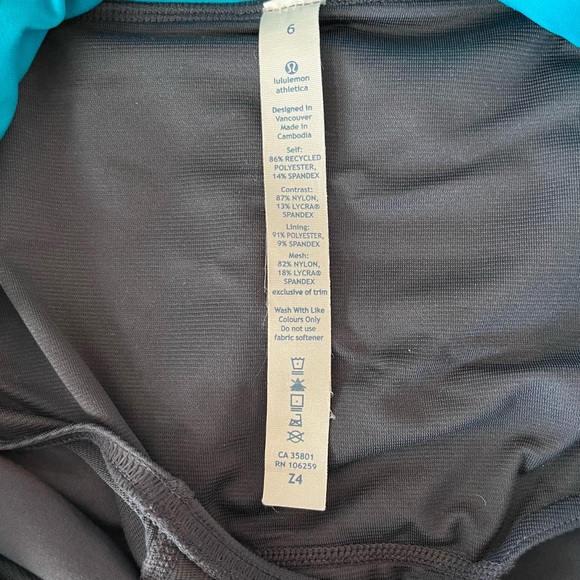 6
lululemon
athletica
Designed in
Vancouver
Made in
Cambodia
Self:
86% RECYCLED
POLYESTER,
14% SPANDEX
Contrast:
87% NYLON,
13% LYCRA®
SPANDEX
Lining:
91% POLYESTER,
9% SPANDEX
Mesh:
82% NYLON,
18% LYCRA®
SPANDEX
exclusive of trim
Wash With Like
Colours Only
Do not use
fabric softener
CA 35801
RN 106259
Z4